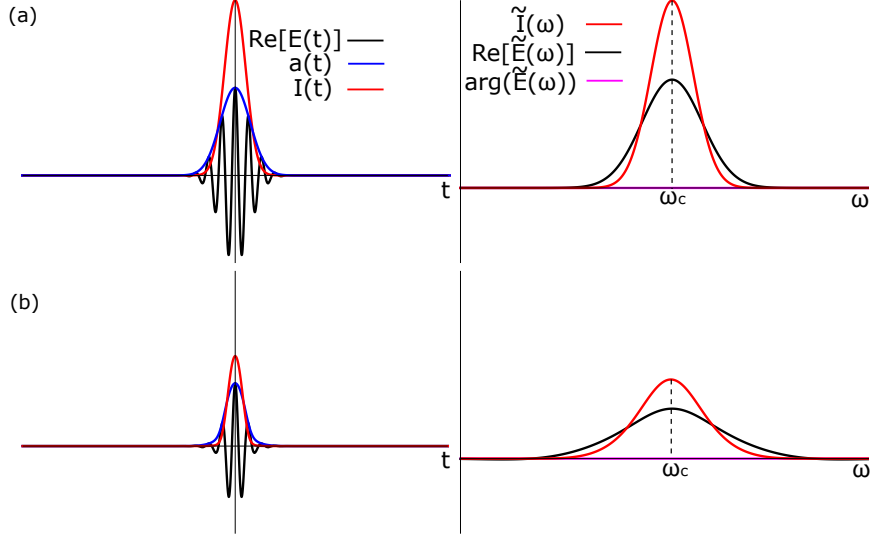 (a)
Re[E(t)]
a(t)
I(t)
t
Ĩ(ω)
Re[Ẽ(ω)]
arg(Ẽ(ω))
ωc
ω
(b)
t
ωc
ω